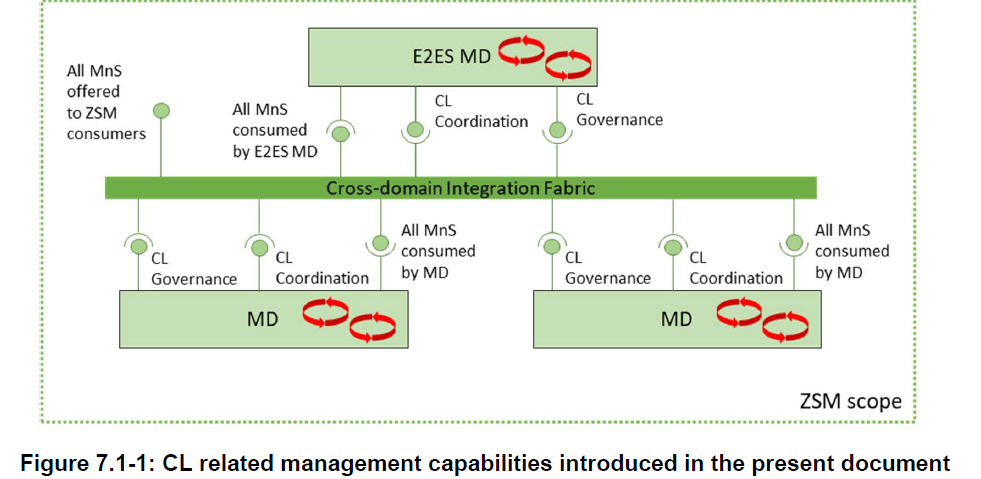 E2ES MD
All MnS
offered
to ZSM
consumers
All MnS
consumed
by E2ES MD
CL
Coordination
CL
Governance
Cross-domain Integration Fabric
CL
Governance
CL
Coordination
All MnS
consumed
by MD
CL
Governance
CL
Coordination
All MnS
consumed
by MD
MD
MD
ZSM scope
Figure 7.1-1: CL related management capabilities introduced in the present document